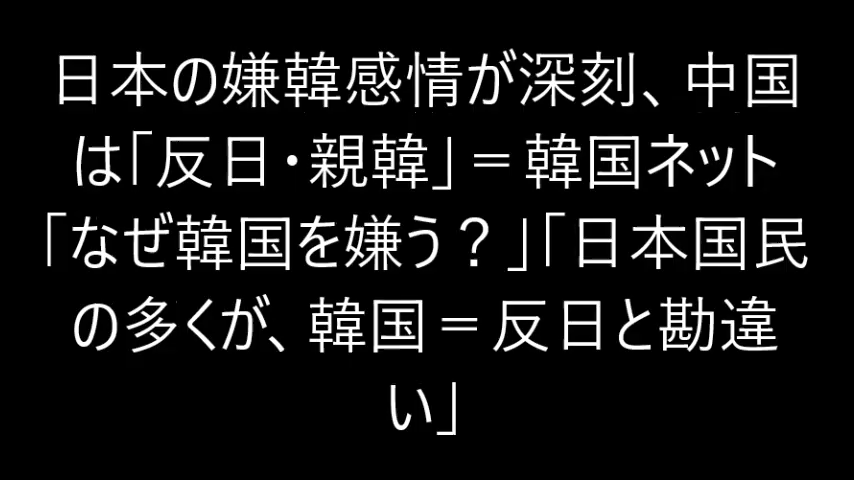 日本の嫌韓感情が深刻、中国
は「反日・親韓」＝韓国ネット
「なぜ韓国を嫌う？」「日本国民
の多くが、韓国＝反日と勘違
い」